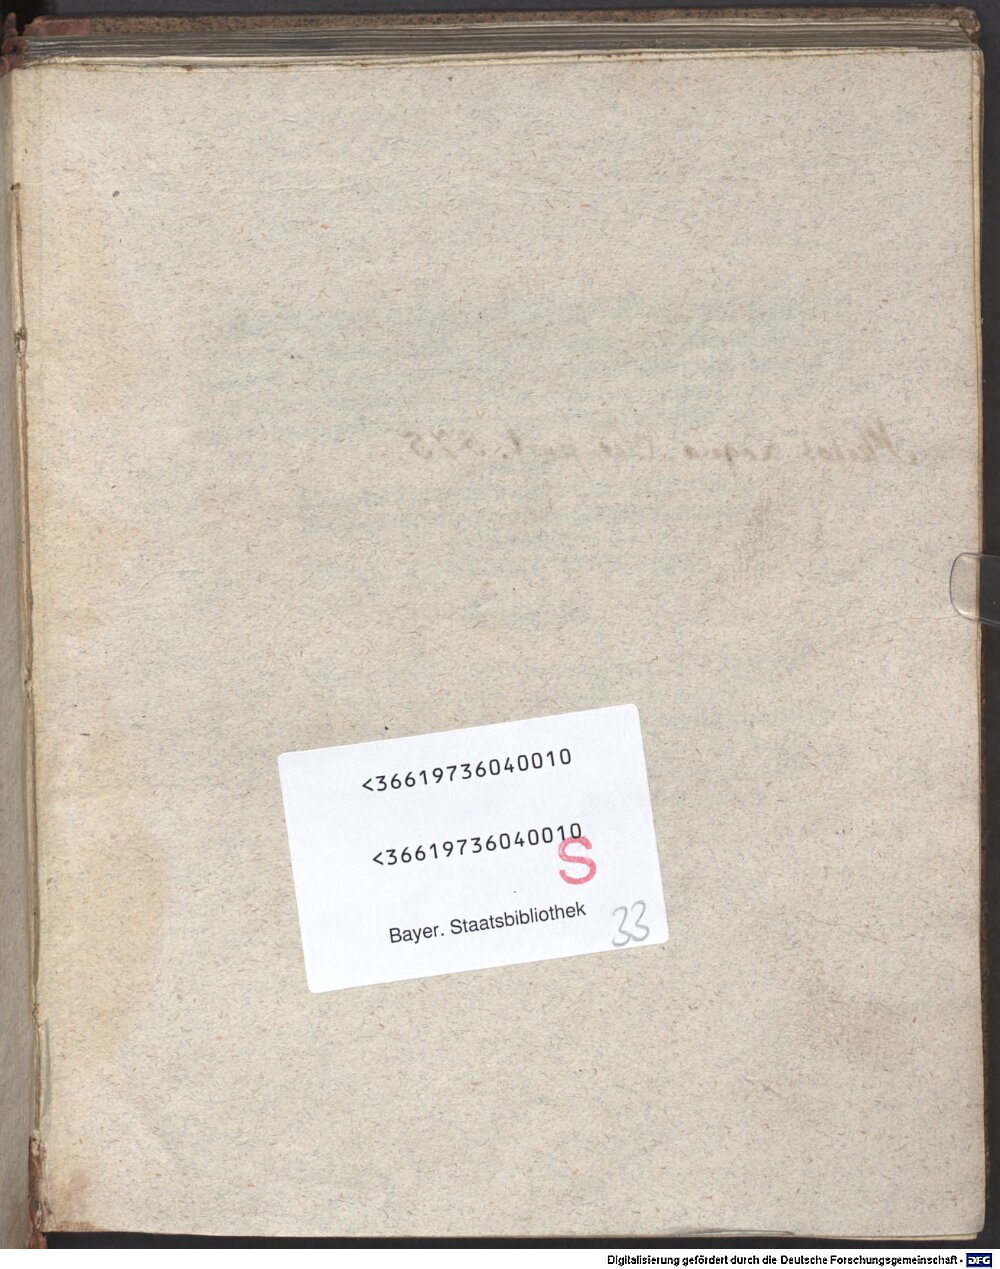 <36619736040010
<36619736040010
S
Bayer. Staatsbibliothek
33
Digitalisierung gefördert durch die Deutsche Forschungsgemeinschaft - DFG